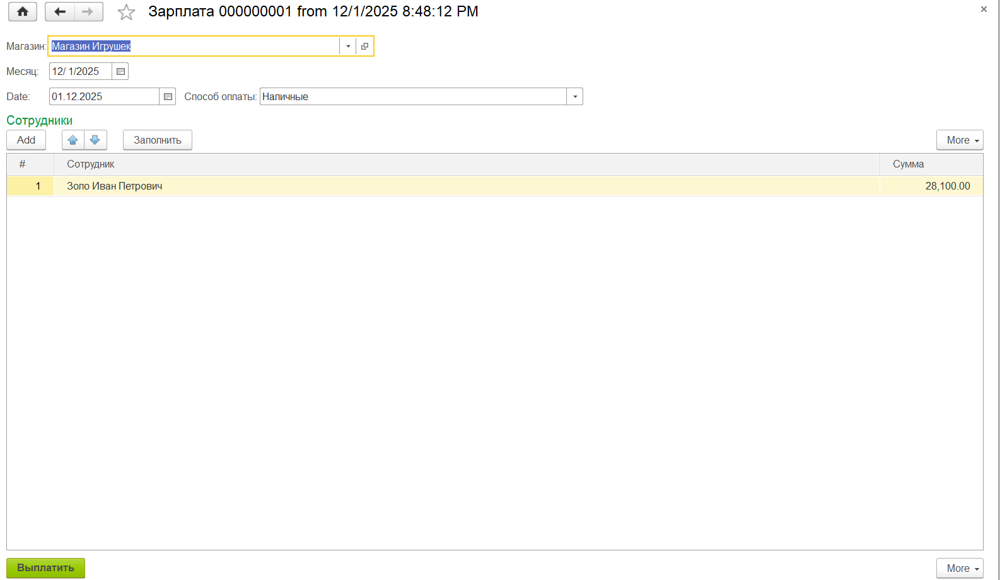 Зарплата 000000001 from 12/1/2025 8:48:12 PM
Магазин: Магазин Игрушек
Месяц: 12/ 1/2025
Date: 01.12.2025 Способ оплаты: Наличные
Сотрудники
Add Заполнить More
# Сотрудник Сумма
1 Золо Иван Петрович 28,100.00
Выплатить More